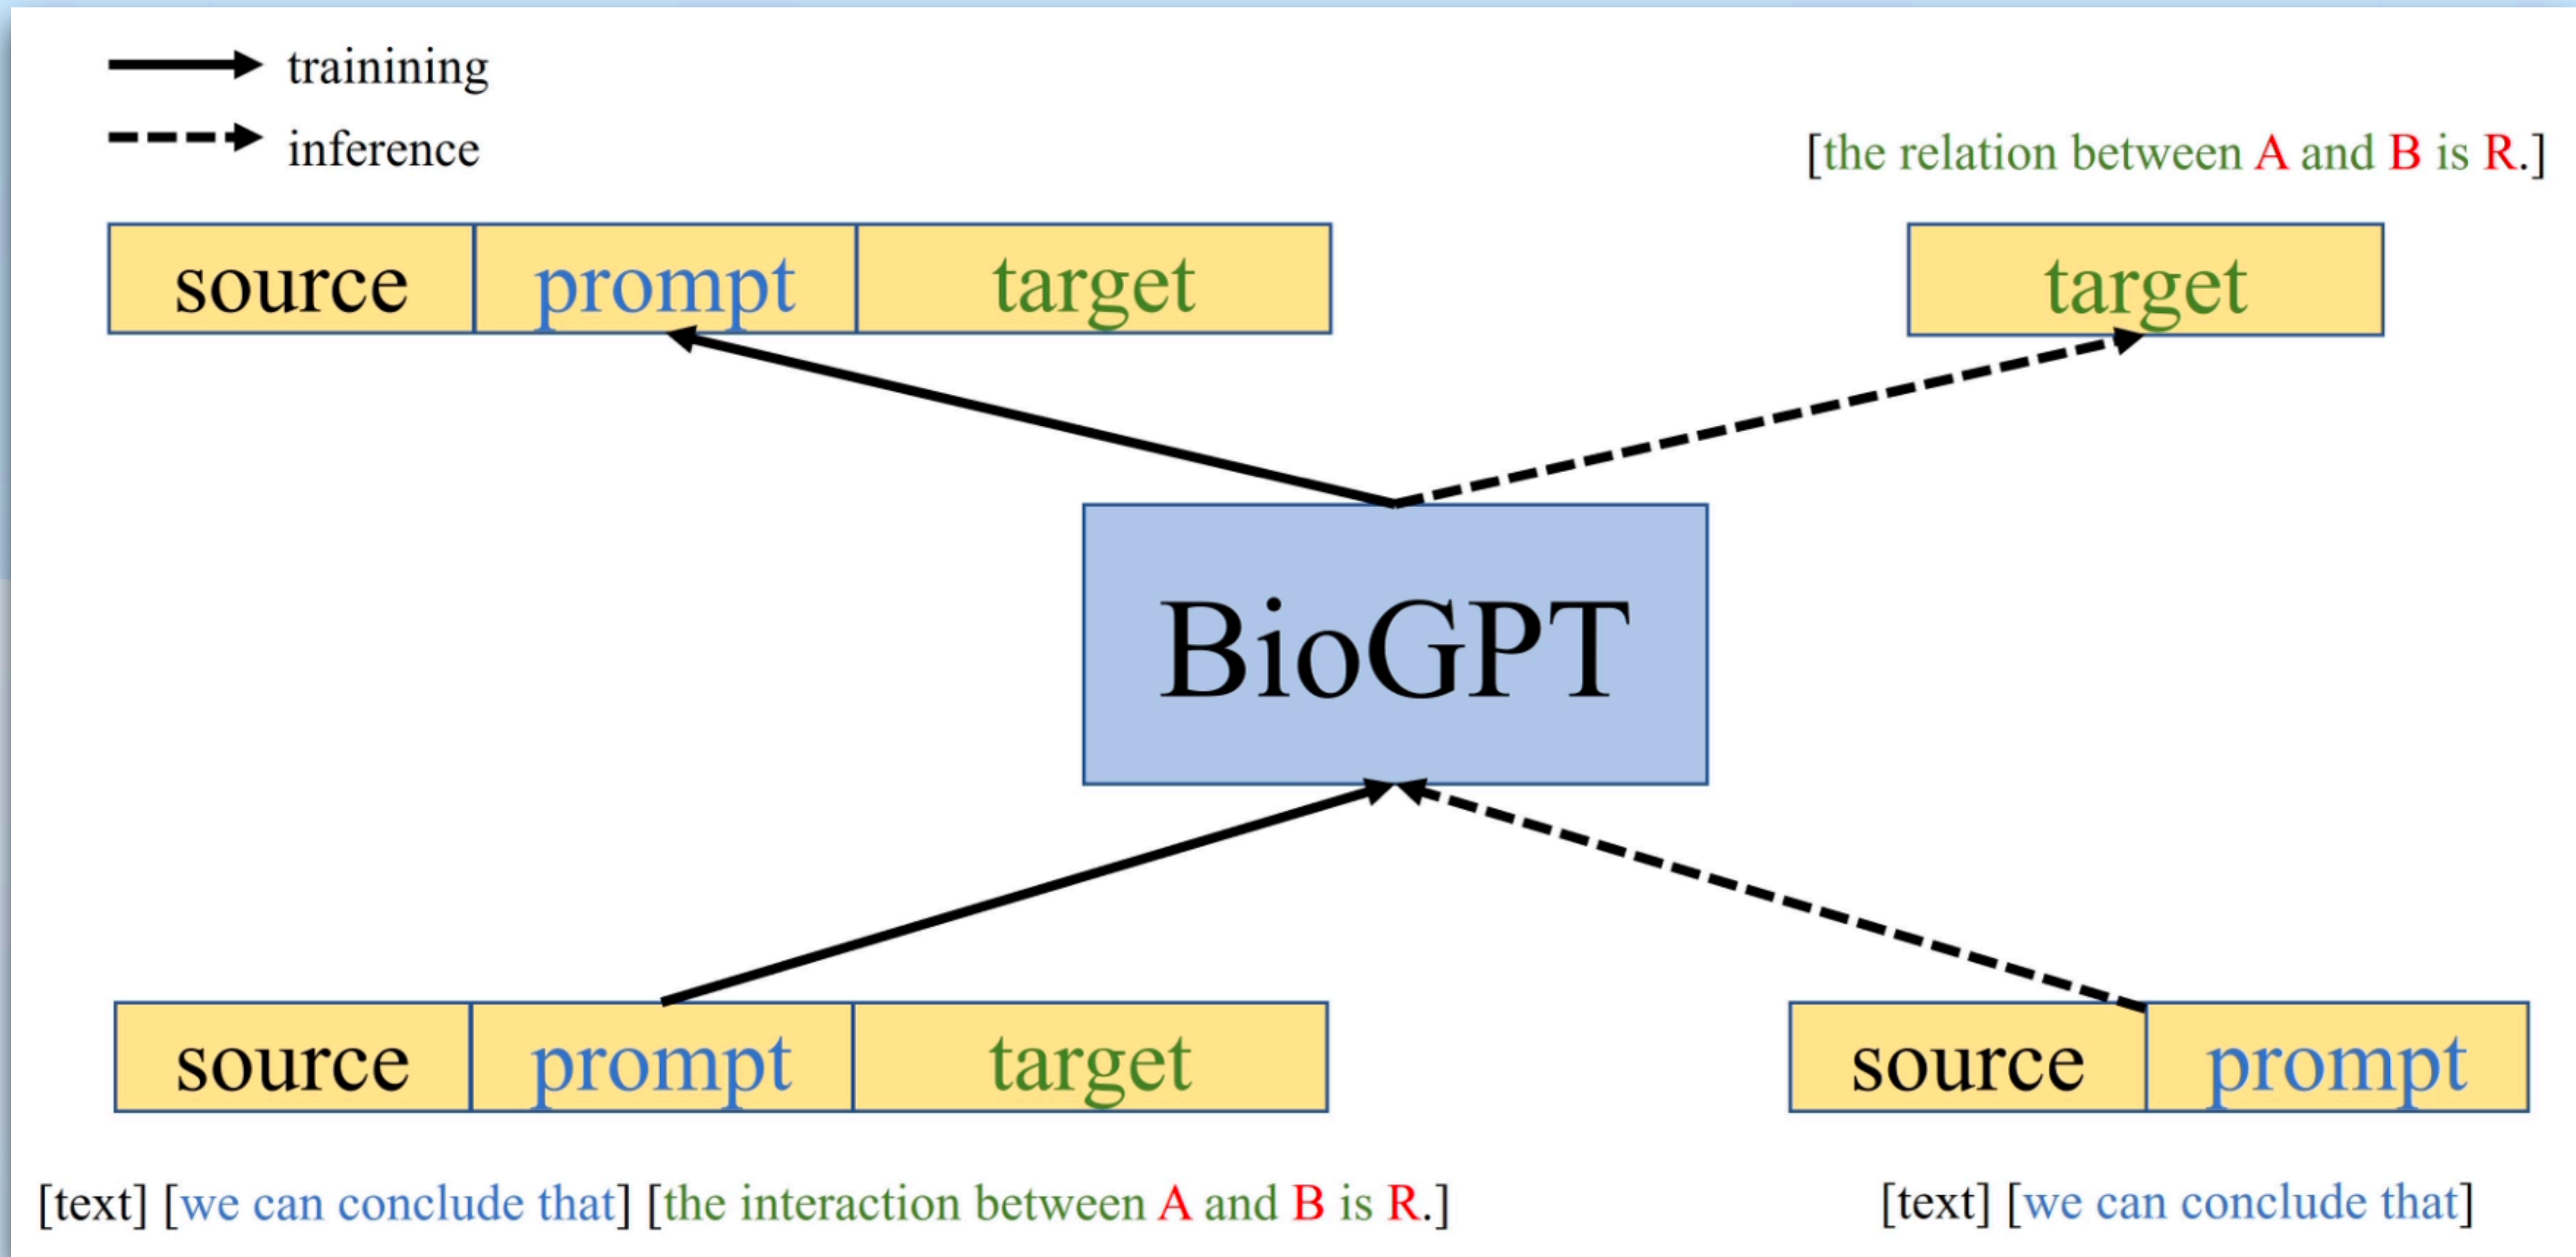 trainining
inference
[the relation between A and B is R.]
source prompt target
target
BioGPT
source prompt target
source prompt
[text] [we can conclude that] [the interaction between A and B is R.]
[text] [we can conclude that]